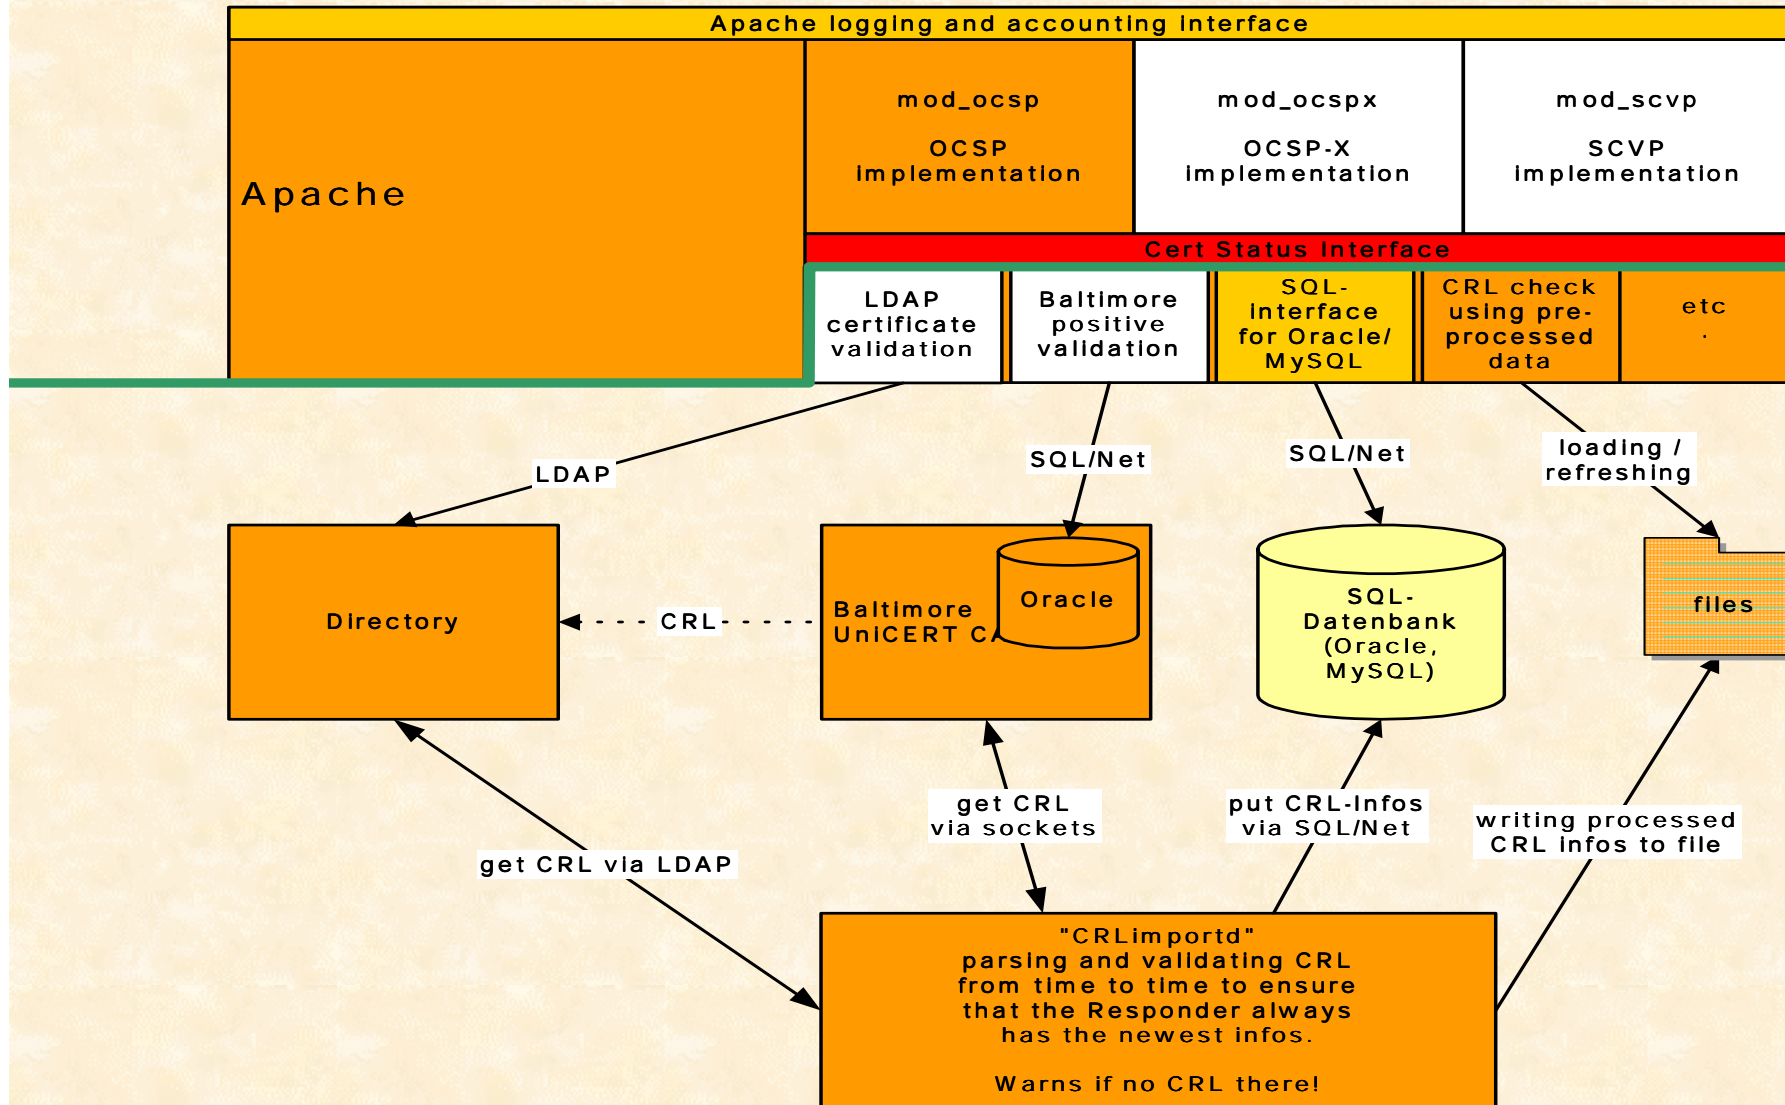 Apache logging and accounting interface
Apache
mod_ocsp
OCSP
implementation
mod_ocspx
OCSP-X
implementation
mod_scvp
SCVP
implementation
Cert Status Interface
LDAP
certificate
validation
Baltimore
positive
validation
SQL-
Interface
for Oracle/
MySQL
CRL check
using pre-
processed
data
etc
.
LDAP
SQL/Net
SQL/Net
loading /
refreshing
Directory
CRL
Baltimore
UniCERT CA
Oracle
SQL-
Datenbank
(Oracle,
MySQL)
files
get CRL via LDAP
get CRL
via sockets
put CRL-Infos
via SQL/Net
writing processed
CRL infos to file
"CRLimportd"
parsing and validating CRL
from time to time to ensure
that the Responder always
has the newest infos.
Warns if no CRL there!